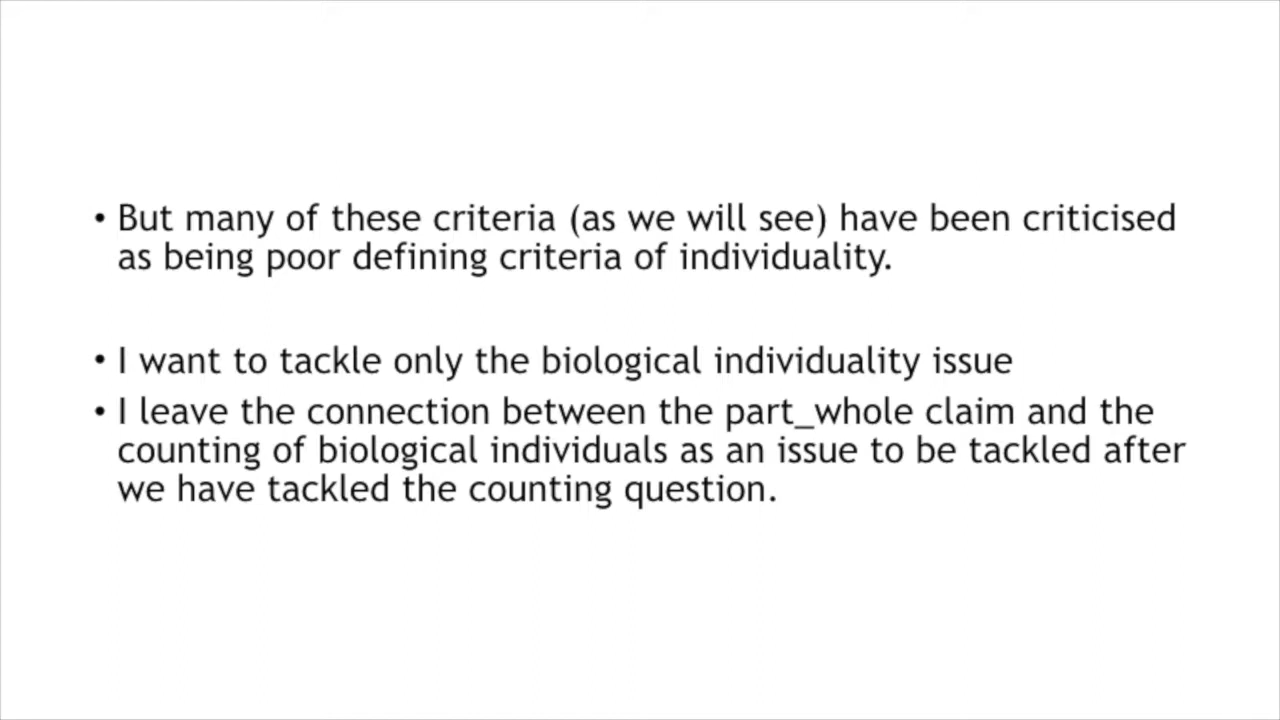 • But many of these criteria (as we will see) have been criticised
as being poor defining criteria of individuality.
• I want to tackle only the biological individuality issue
• I leave the connection between the part_whole claim and the
counting of biological individuals as an issue to be tackled after
we have tackled the counting question.